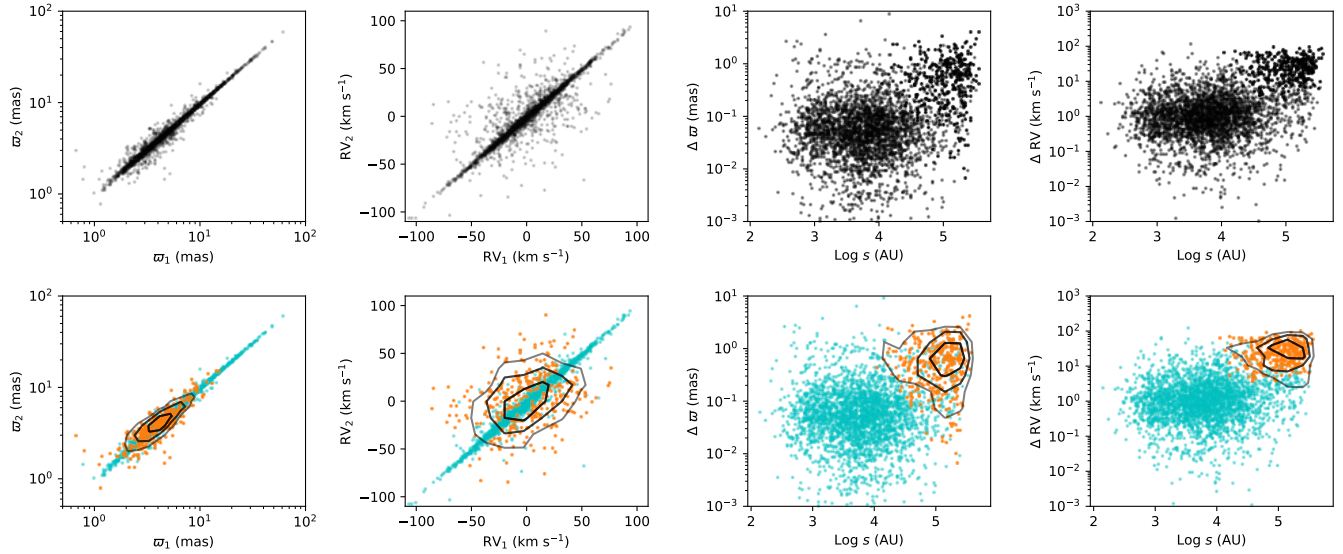 10²
10¹
10⁰
ϖ₂ (mas)
10⁰ 10¹ 10²
ϖ₁ (mas)
100
50
0
−50
−100
RV₂ (km s⁻¹)
−100 −50 0 50 100
RV₁ (km s⁻¹)
10¹
10⁰
10⁻¹
10⁻²
10⁻³
Δ ϖ (mas)
2 3 4 5
Log s (AU)
10³
10²
10¹
10⁰
10⁻¹
10⁻²
10⁻³
Δ RV (km s⁻¹)
2 3 4 5
Log s (AU)
10²
10¹
10⁰
ϖ₂ (mas)
10⁰ 10¹ 10²
ϖ₁ (mas)
100
50
0
−50
−100
RV₂ (km s⁻¹)
−100 −50 0 50 100
RV₁ (km s⁻¹)
10¹
10⁰
10⁻¹
10⁻²
10⁻³
Δ ϖ (mas)
2 3 4 5
Log s (AU)
10³
10²
10¹
10⁰
10⁻¹
10⁻²
10⁻³
Δ RV (km s⁻¹)
2 3 4 5
Log s (AU)